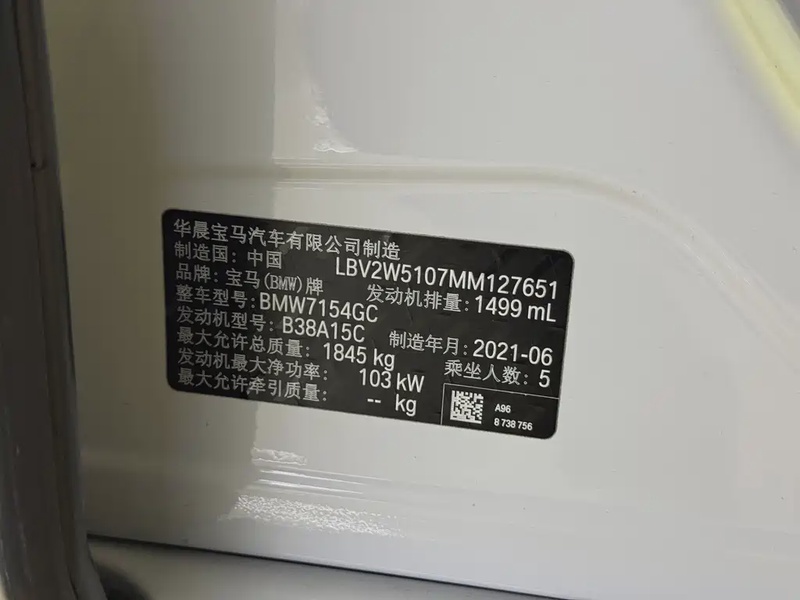 华晨宝马汽车有限公司制造
制造国: 中国 LBV2W5107MM127651
品牌: 宝马(BMW)牌 发动机排量: 1499 mL
整车型号: BMW7154GC
发动机型号: B38A15C 制造年月: 2021-06
最大允许总质量: 1845 kg 乘坐人数: 5
发动机最大净功率: 103 kW
最大允许牵引质量: -- kg
A96
8 738 756